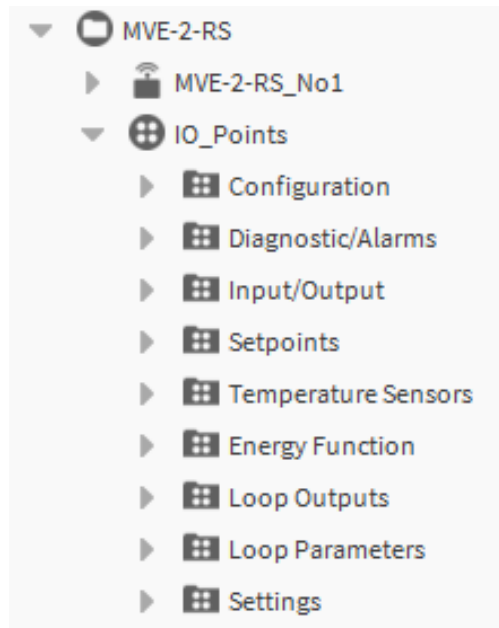 MVE-2-RS
MVE-2-RS_No1
IO_Points
Configuration
Diagnostic/Alarms
Input/Output
Setpoints
Temperature Sensors
Energy Function
Loop Outputs
Loop Parameters
Settings